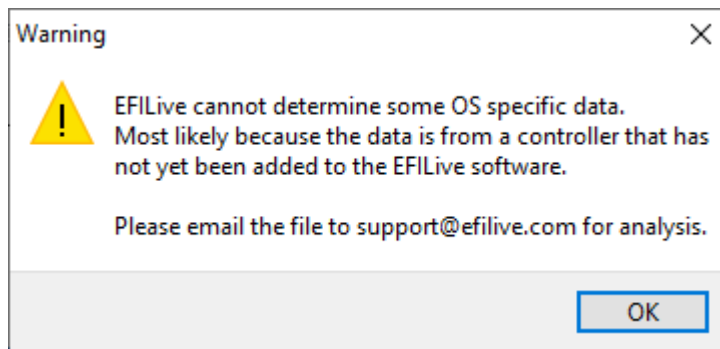 Warning
EFILive cannot determine some OS specific data.
Most likely because the data is from a controller that has
not yet been added to the EFILive software.
Please email the file to support@efilive.com for analysis.
OK